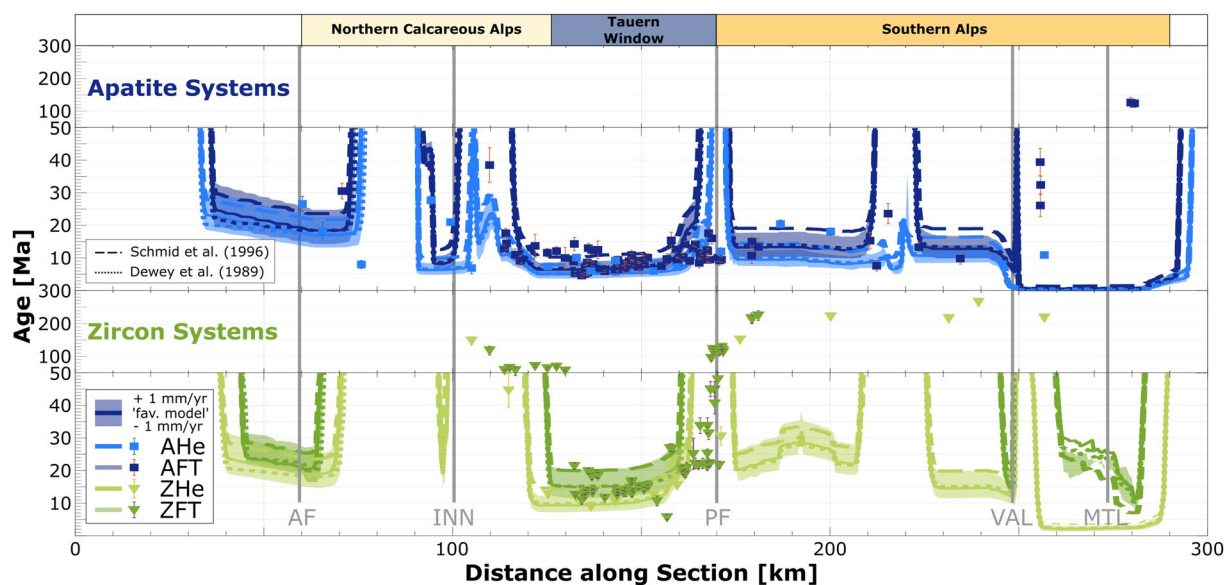 Northern Calcareous Alps
Tauern
Window
Southern Alps
300
200
100
Apatite Systems
50
40
30
20
10
Schmid et al. (1996)
Dewey et al. (1989)
Age [Ma]
300
200
100
Zircon Systems
50
40
30
20
10
+ 1 mm/yr
'fav. model'
- 1 mm/yr
AHe
AFT
ZHe
ZFT
AF
INN
PF
VAL
MTL
0
100
200
300
Distance along Section [km]